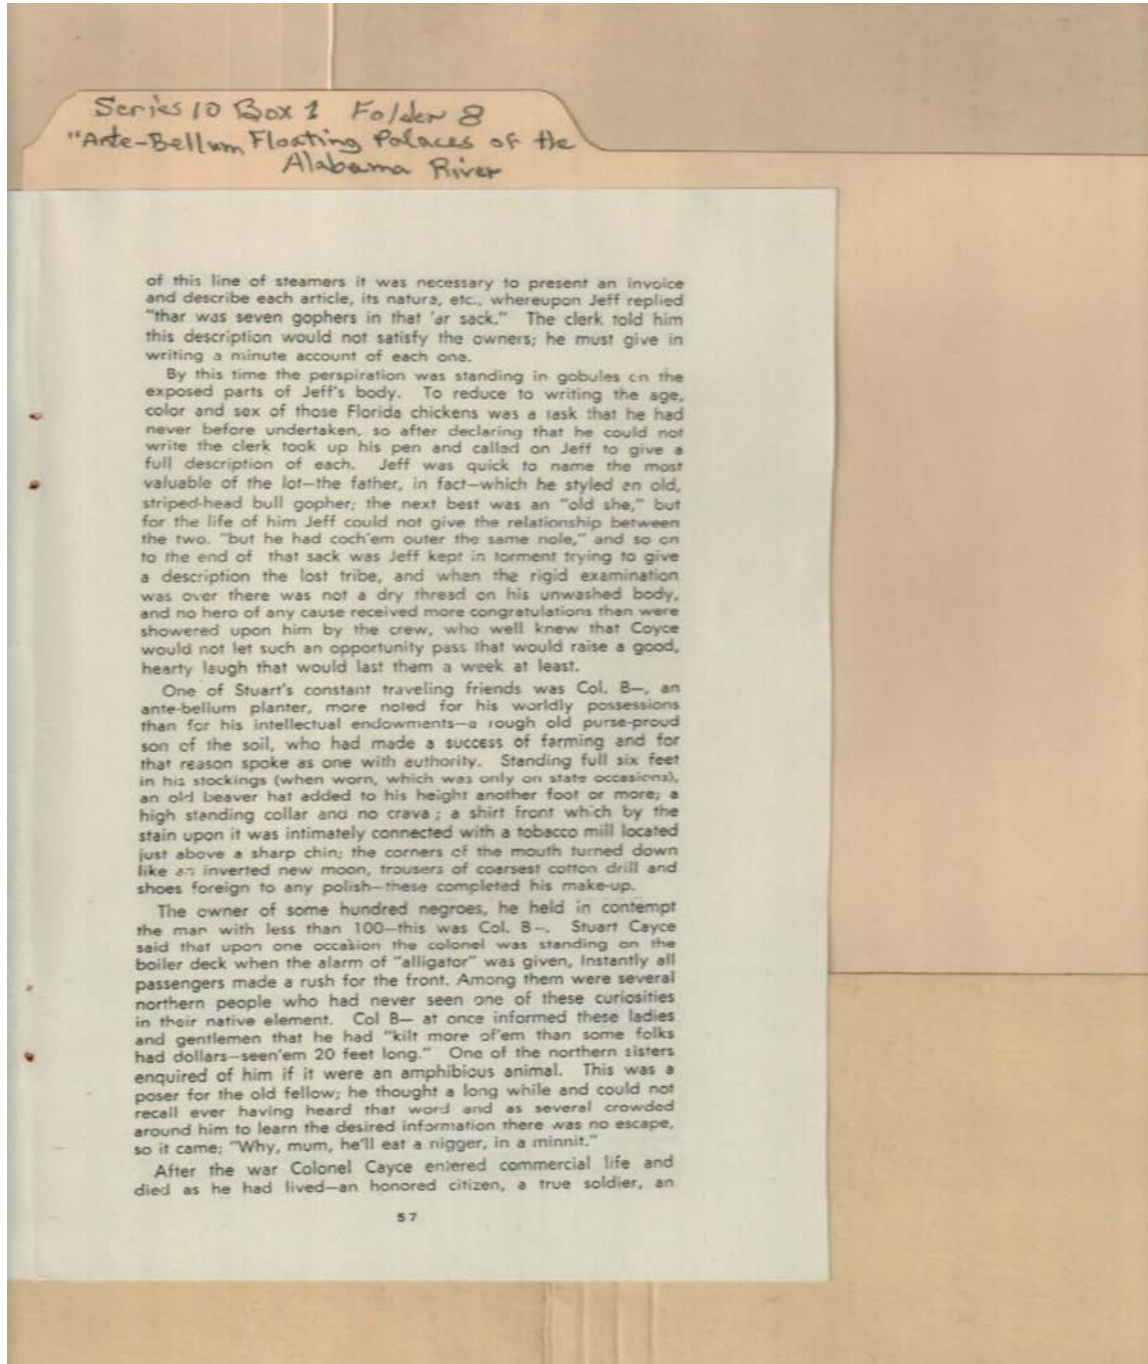 Series 10 Box 1 Folder 8
"Ante-Bellum Floating Palaces of the
Alabama River
of this line of steamers it was necessary to present an invoice
and describe each article, its natura, etc., whereupon Jeff replied
"thar was seven gophers in that 'ar sack." The clerk told him
this description would not satisfy the owners; he must give in
writing a minute account of each one.
By this time the perspiration was standing in gobules on the
exposed parts of Jeff's body. To reduce to writing the age,
color and sex of those Florida chickens was a task that he had
never before undertaken, so after declaring that he could not
write the clerk took up his pen and called on Jeff to give a
full description of each. Jeff was quick to name the most
valuable of the lot—the father, in fact—which he styled an old,
striped-head bull gopher; the next best was an "old she," but
for the life of him Jeff could not give the relationship between
the two. "but he had coch'em outer the same nole," and so on
to the end of that sack was Jeff kept in torment trying to give
a description the lost tribe, and when the rigid examination
was over there was not a dry thread on his unwashed body,
and no hero of any cause received more congratulations than were
showered upon him by the crew, who well knew that Coyce
would not let such an opportunity pass that would raise a good,
hearty laugh that would last them a week at least.
One of Stuart's constant traveling friends was Col. B—, an
ante-bellum planter, more noted for his worldly possessions
than for his intellectual endowments—a rough old purse-proud
son of the soil, who had made a success of farming and for
that reason spoke as one with authority. Standing full six feet
in his stockings (when worn, which was only on state occasions),
an old beaver hat added to his height another foot or more; a
high standing collar and no crava ; a shirt front which by the
stain upon it was intimately connected with a tobacco mill located
just above a sharp chin; the corners of the mouth turned down
like an inverted new moon, trousers of coarsest cotton drill and
shoes foreign to any polish—these completed his make-up.
The owner of some hundred negroes, he held in contempt
the man with less than 100—this was Col. B—. Stuart Cayce
said that upon one occasion the colonel was standing on the
boiler deck when the alarm of "alligator" was given, Instantly all
passengers made a rush for the front. Among them were several
northern people who had never seen one of these curiosities
in their native element. Col B— at once informed these ladies
and gentlemen that he had "kilt more of'em than some folks
had dollars—seen'em 20 feet long." One of the northern sisters
enquired of him if it were an amphibious animal. This was a
poser for the old fellow; he thought a long while and could not
recall ever having heard that word and as several crowded
around him to learn the desired information there was no escape,
so it came; "Why, mum, he'll eat a nigger, in a minnit."
After the war Colonel Cayce entered commercial life and
died as he had lived—an honored citizen, a true soldier, an
57